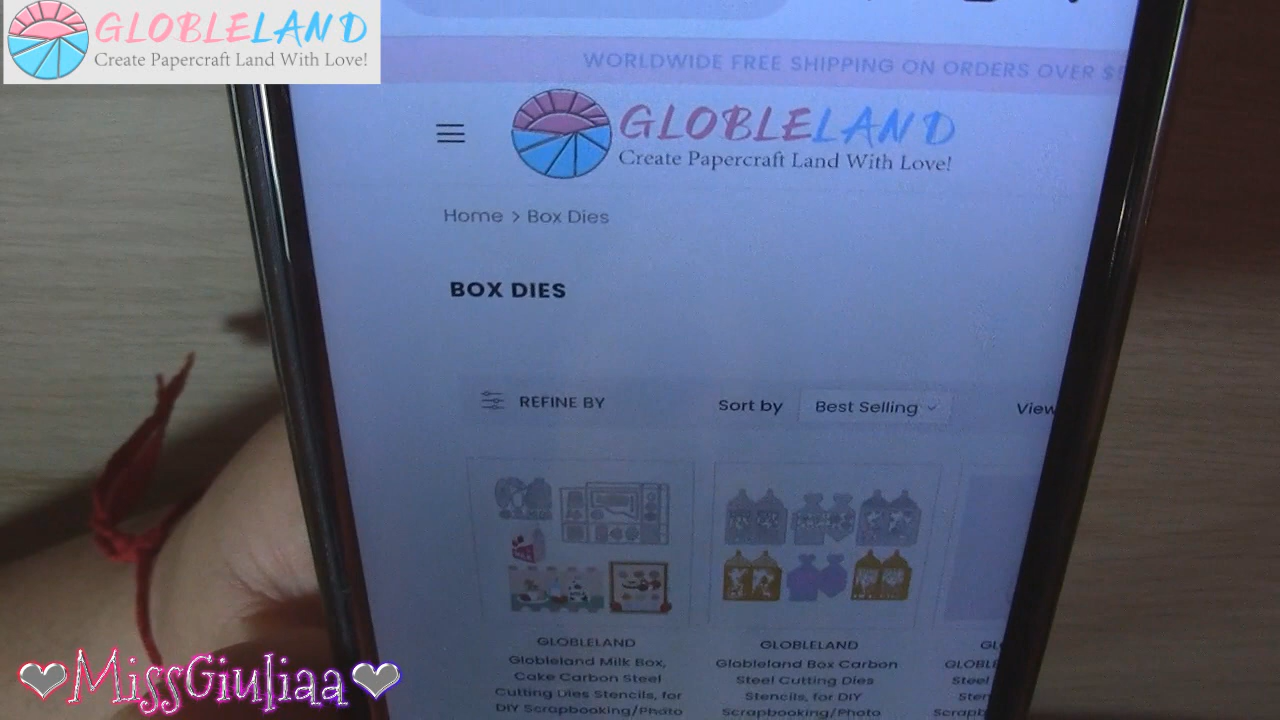 GLOBLELAND
Create Papercraft Land With Love!
WORLDWIDE FREE SHIPPING ON ORDERS OVER
GLOBLELAND
Create Papercraft Land With Love!
Home > Box Dies
BOX DIES
REFINE BY
Sort by
Best Selling
View
GLOBLELAND
Globleland Milk Box,
Cake Carbon Steel
Cutting Dies Stencils, for
DIY Scrapbooking/Photo
GLOBLELAND
Globleland Box Carbon
Steel Cutting Dies
Stencils, for DIY
Scrapbooking/Photo
Steel
MissGiuliaa